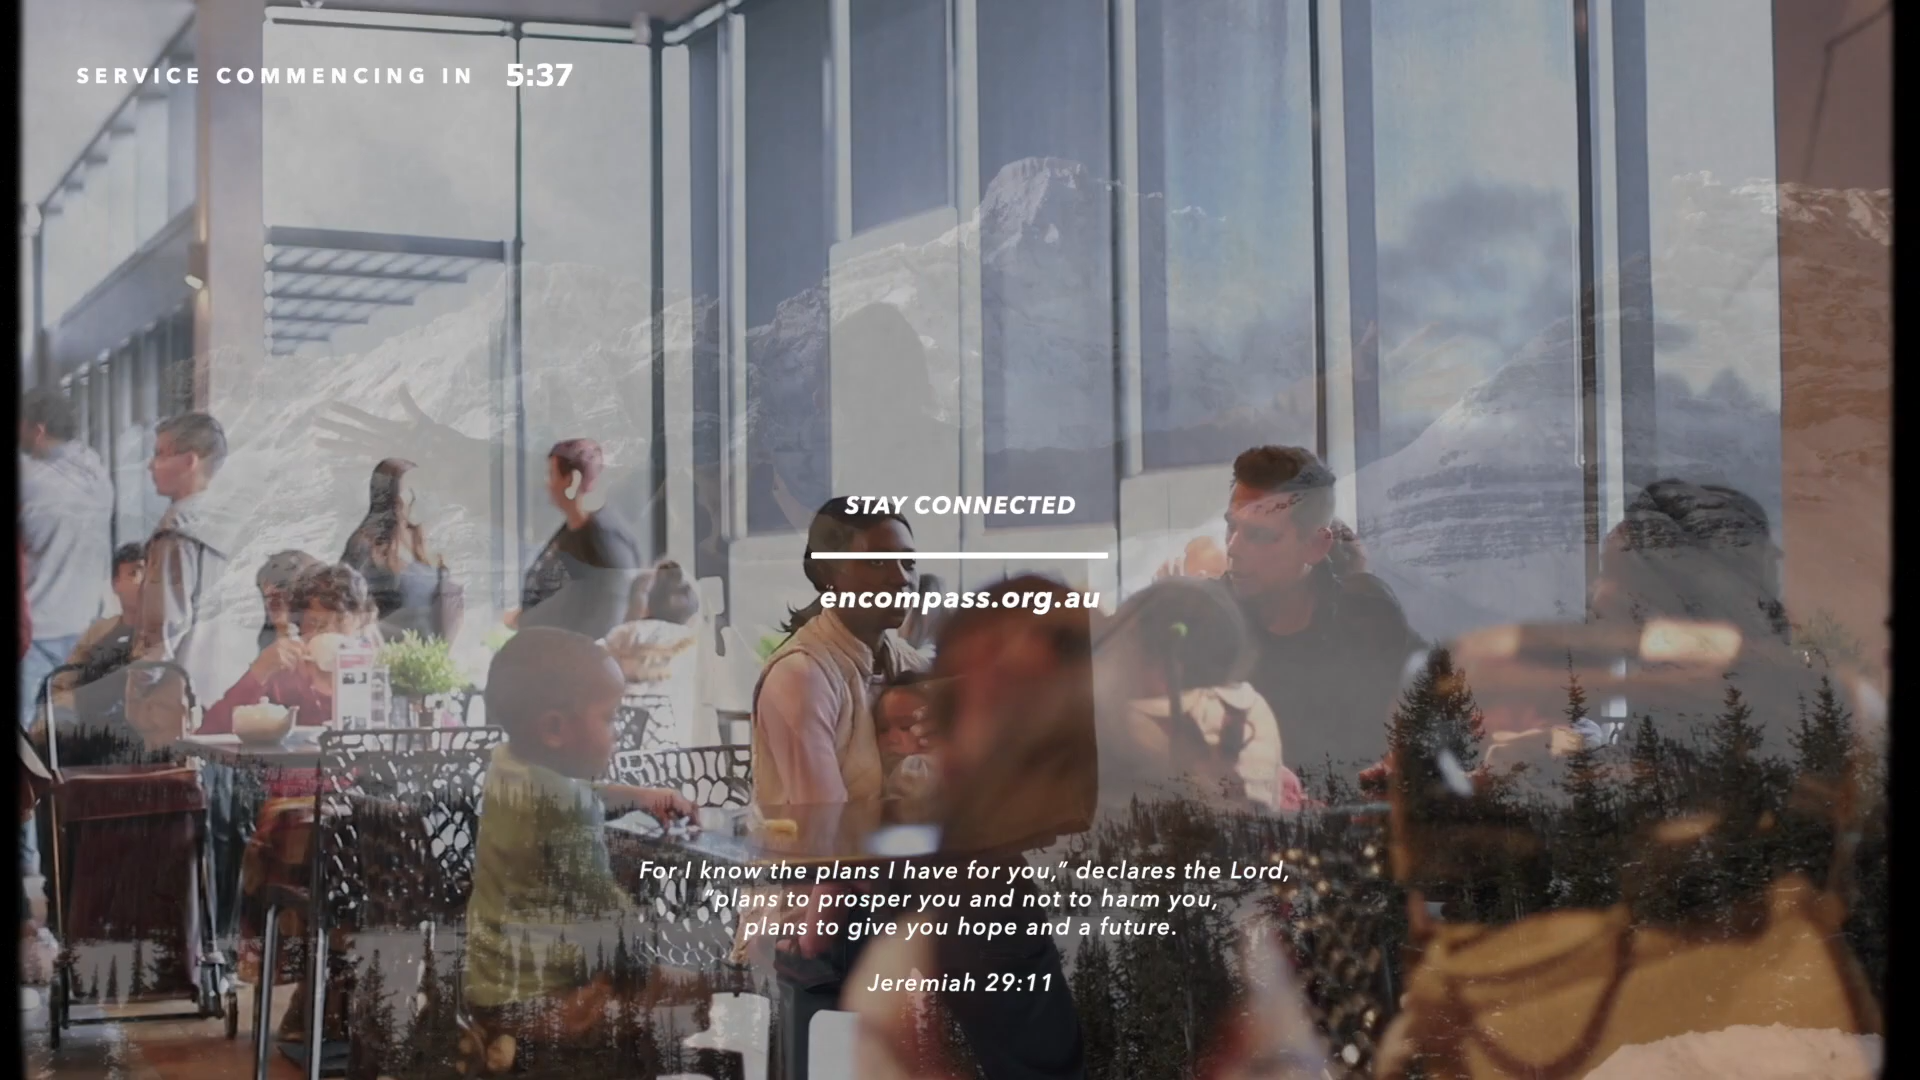 SERVICE COMMENCING IN 5:37
STAY CONNECTED
encompass.org.au
For I know the plans I have for you,” declares the Lord,
“plans to prosper you and not to harm you,
plans to give you hope and a future.
Jeremiah 29:11